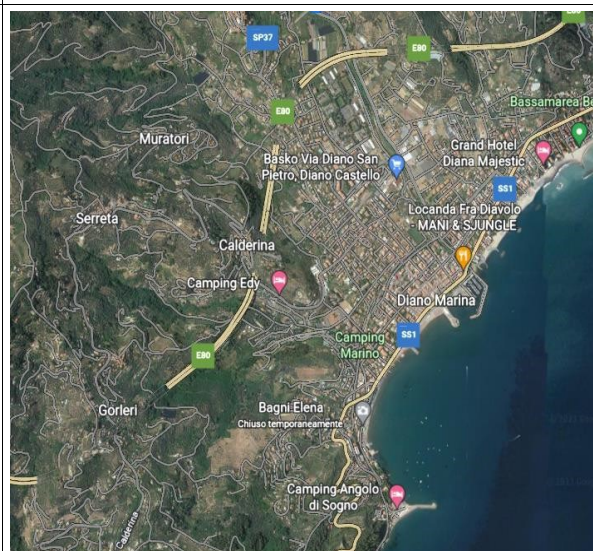 SP37
E80
E80
E80
Bassamarea Be
Muratori
Grand Hotel
Diana Majestic
Basko Via Diano San
Pietro, Diano Castello
SS1
Serreta
Locanda Fra Diavolo
- MANI & SJUNGLE
Calderina
Camping Edy
Diano Marina
SS1
Camping
Marino
E80
Gorleri
Bagni Elena
Chiuso temporaneamente
Camping Angolo
di Sogno
Calderina